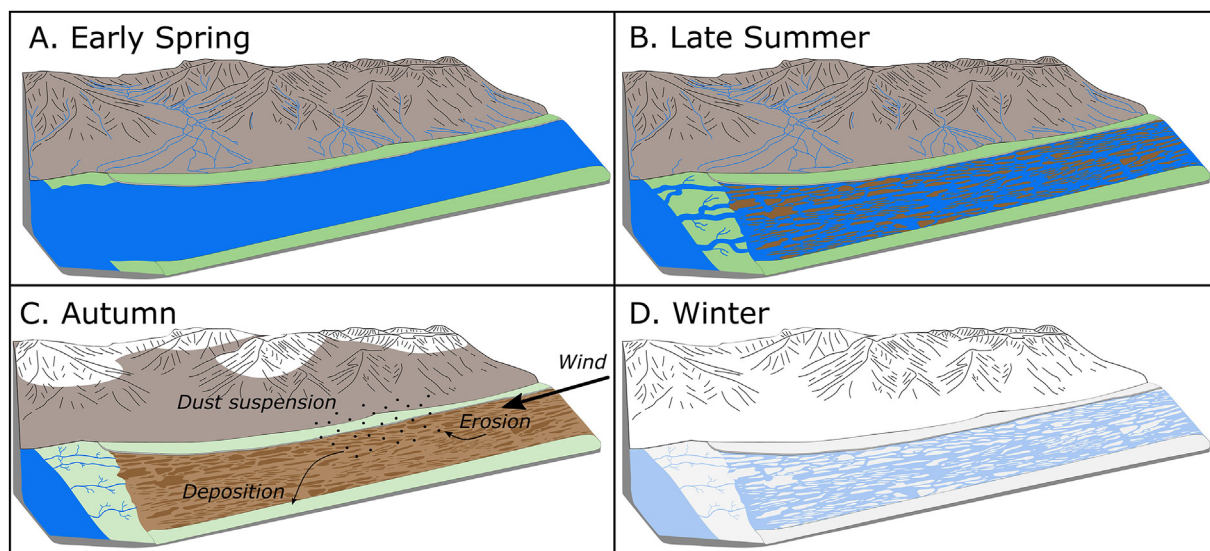 A. Early Spring
B. Late Summer
C. Autumn
Dust suspension
Wind
Erosion
Deposition
D. Winter